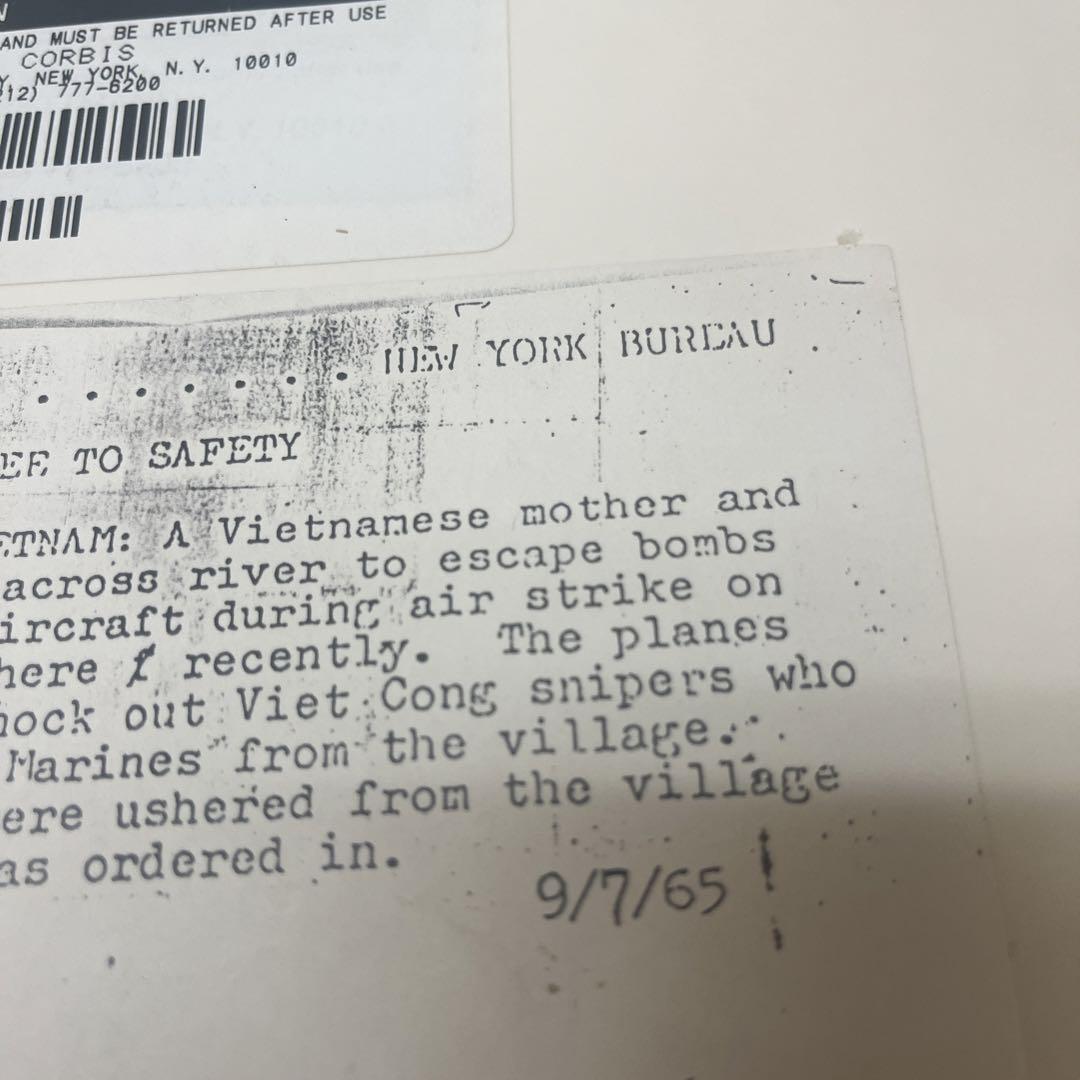 AND MUST BE RETURNED AFTER USE
CORBIS
Y, NEW YORK, N.Y. 10010
212) 777-6200
NEW YORK BUREAU
EE TO SAFETY
ETNAM: A Vietnamese mother and
across river to escape bombs
ircraft during air strike on
here recently. The planes
nock out Viet Cong snipers who
Marines from the village.
ere ushered from the village
as ordered in.
9/7/65